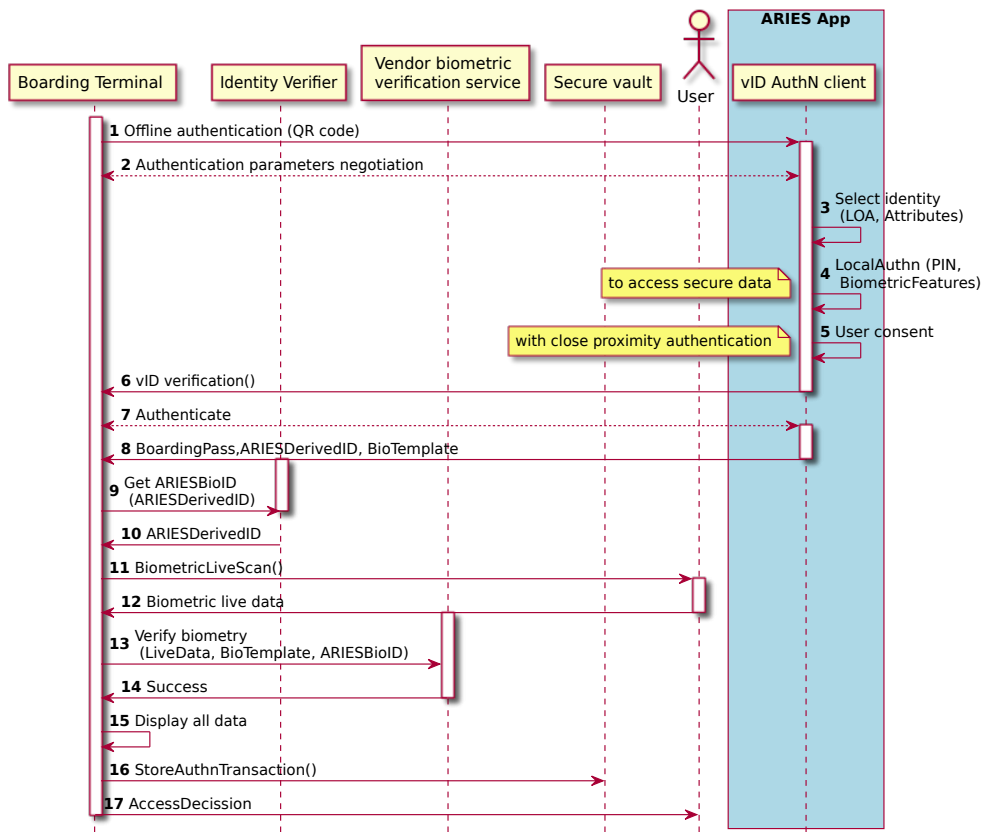 ARIES App
Vendor biometric
verification service
Boarding Terminal
Identity Verifier
Secure vault
User
vID AuthN client
1 Offline authentication (QR code)
2 Authentication parameters negotiation
3 Select identity
(LOA, Attributes)
4 LocalAuthn (PIN,
BiometricFeatures)
to access secure data
5 User consent
with close proximity authentication
6 vID verification()
7 Authenticate
8 BoardingPass,ARIESDerivedID, BioTemplate
9 Get ARIESBioID
(ARIESDerivedID)
10 ARIESDerivedID
11 BiometricLiveScan()
12 Biometric live data
13 Verify biometry
(LiveData, BioTemplate, ARIESBioID)
14 Success
15 Display all data
16 StoreAuthnTransaction()
17 AccessDecission